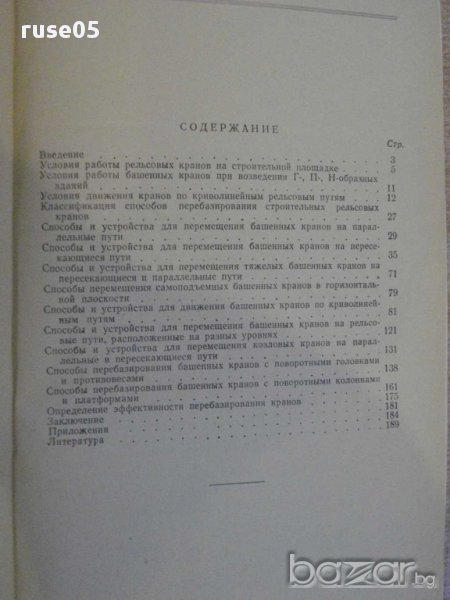 ruse05
СОДЕРЖАНИЕ
Стр.
Введение 3
Условия работы рельсовых кранов на строительной площадке 5
Условия работы башенных кранов при возведении Г-, П-, Н-образных
зданий 11
Условия движения кранов по криволинейным рельсовым путям 12
Классификация способов перебазирования строительных рельсовых
кранов 27
Способы и устройства для перемещения башенных кранов на парал-
лельные пути 29
Способы и устройства для перемещения башенных кранов на пересе-
кающиеся пути 35
Способы и устройства для перемещения тяжелых башенных кранов на
пересекающиеся и параллельные пути 71
Способы перемещения самоподъемных башенных кранов в горизонталь-
ной плоскости 79
Способы и устройства для движения башенных кранов по криволиней-
ным путям 81
Способы и устройства для перемещения башенных кранов на рельсо-
вые пути, расположенные на разных уровнях 121
Способы и устройства для перемещения козловых кранов на парал-
лельные и пересекающиеся пути 131
Способы перебазирования башенных кранов с поворотными головками
и противовесами 138
Способы перебазирования башенных кранов с поворотными колоннами
и платформами 161
Определение эффективности перебазирования кранов 175
Заключение 181
Приложения 184
Литература 189
bazar.bg